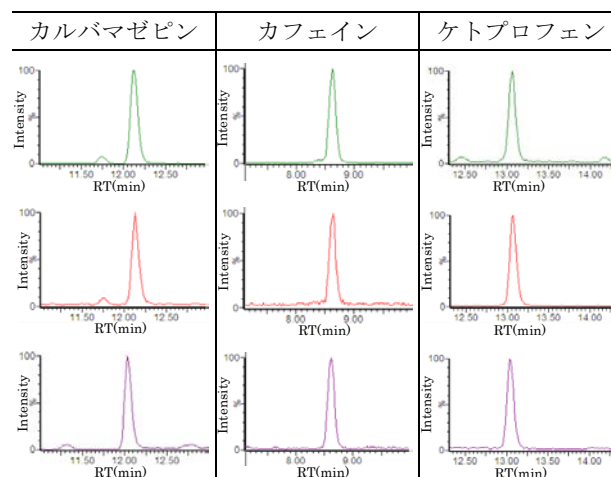 カルバマゼピン カフェイン ケトプロフェン
100 100 100
Intensity Intensity Intensity
% % %
0 0 0
11.50 12.00 12.50 8.00 9.00 12.50 13.00 13.50 14.00
RT(min) RT(min) RT(min)
100 100 100
Intensity Intensity Intensity
% % %
0 0 0
11.50 12.00 12.50 8.00 9.00 12.50 13.00 13.50 14.00
RT(min) RT(min) RT(min)
100 100 100
Intensity Intensity Intensity
% % %
0 0 0
11.50 12.00 12.50 8.00 9.00 12.50 13.00 13.50 14.00
RT(min) RT(min) RT(min)